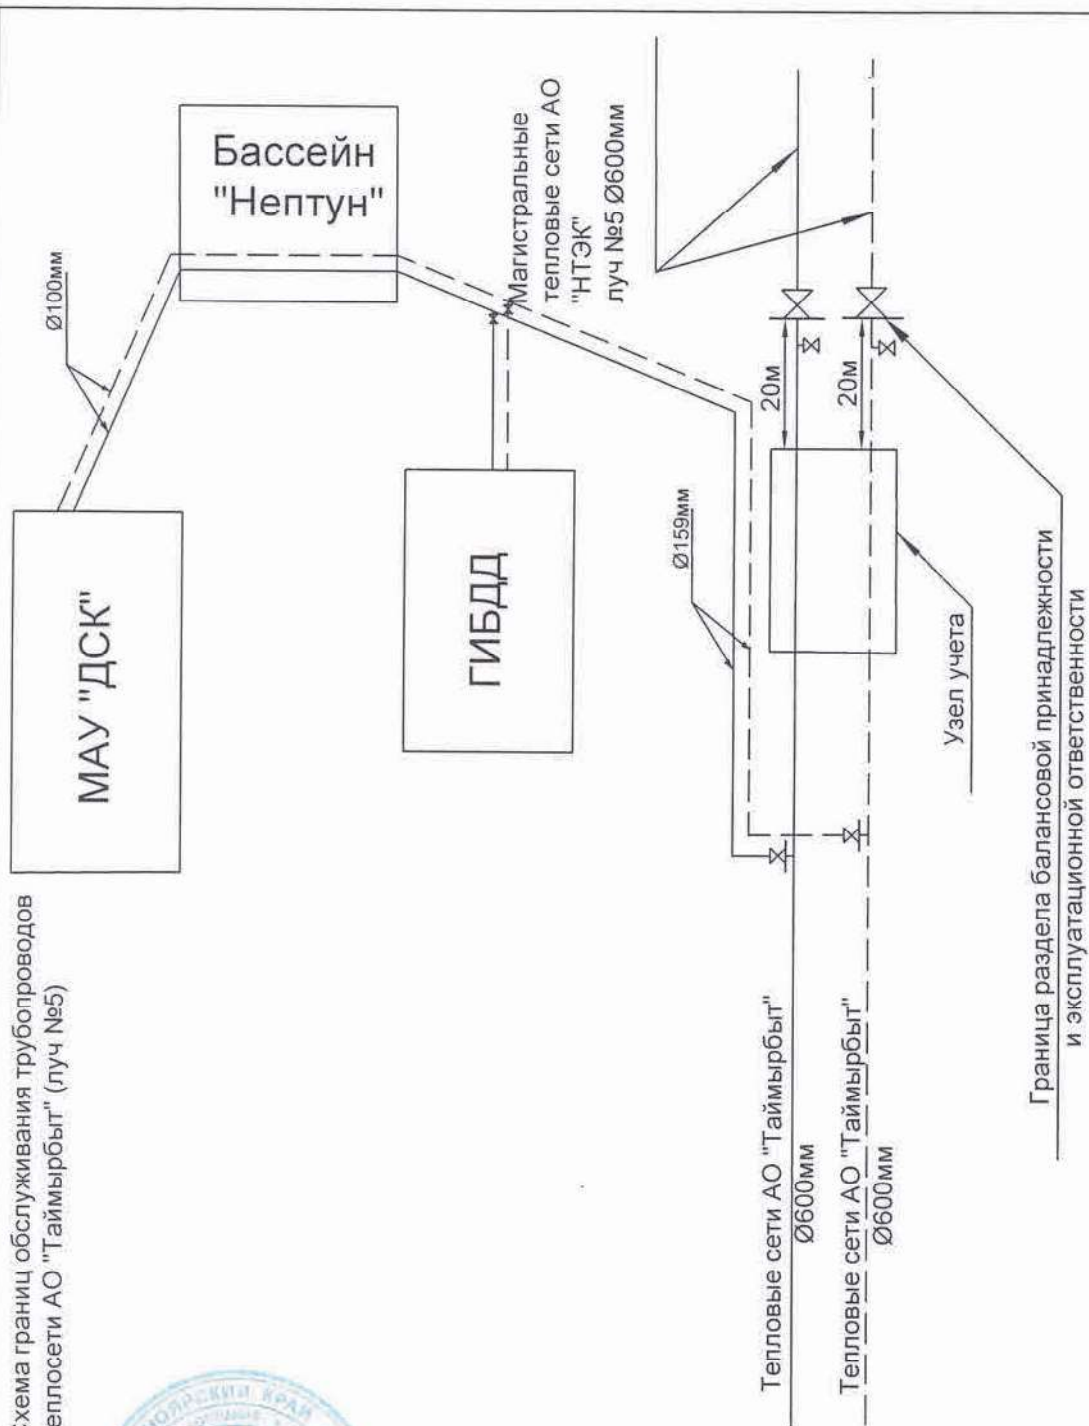 схема границ обслуживания трубопроводов
теплосети АО "Таймырбыт" (луч №5)
МАУ "ДСК"
Ø100мм
Бассейн
"Нептун"
ГИБДД
Магистральные
тепловые сети АО
"НТЭК"
луч №5 Ø600мм
Ø159мм
20м
20м
Узел учета
Тепловые сети АО "Таймырбыт"
Ø600мм
Тепловые сети АО "Таймырбыт"
Ø600мм
Граница раздела балансовой принадлежности
и эксплуатационной ответственности
КРАЙ